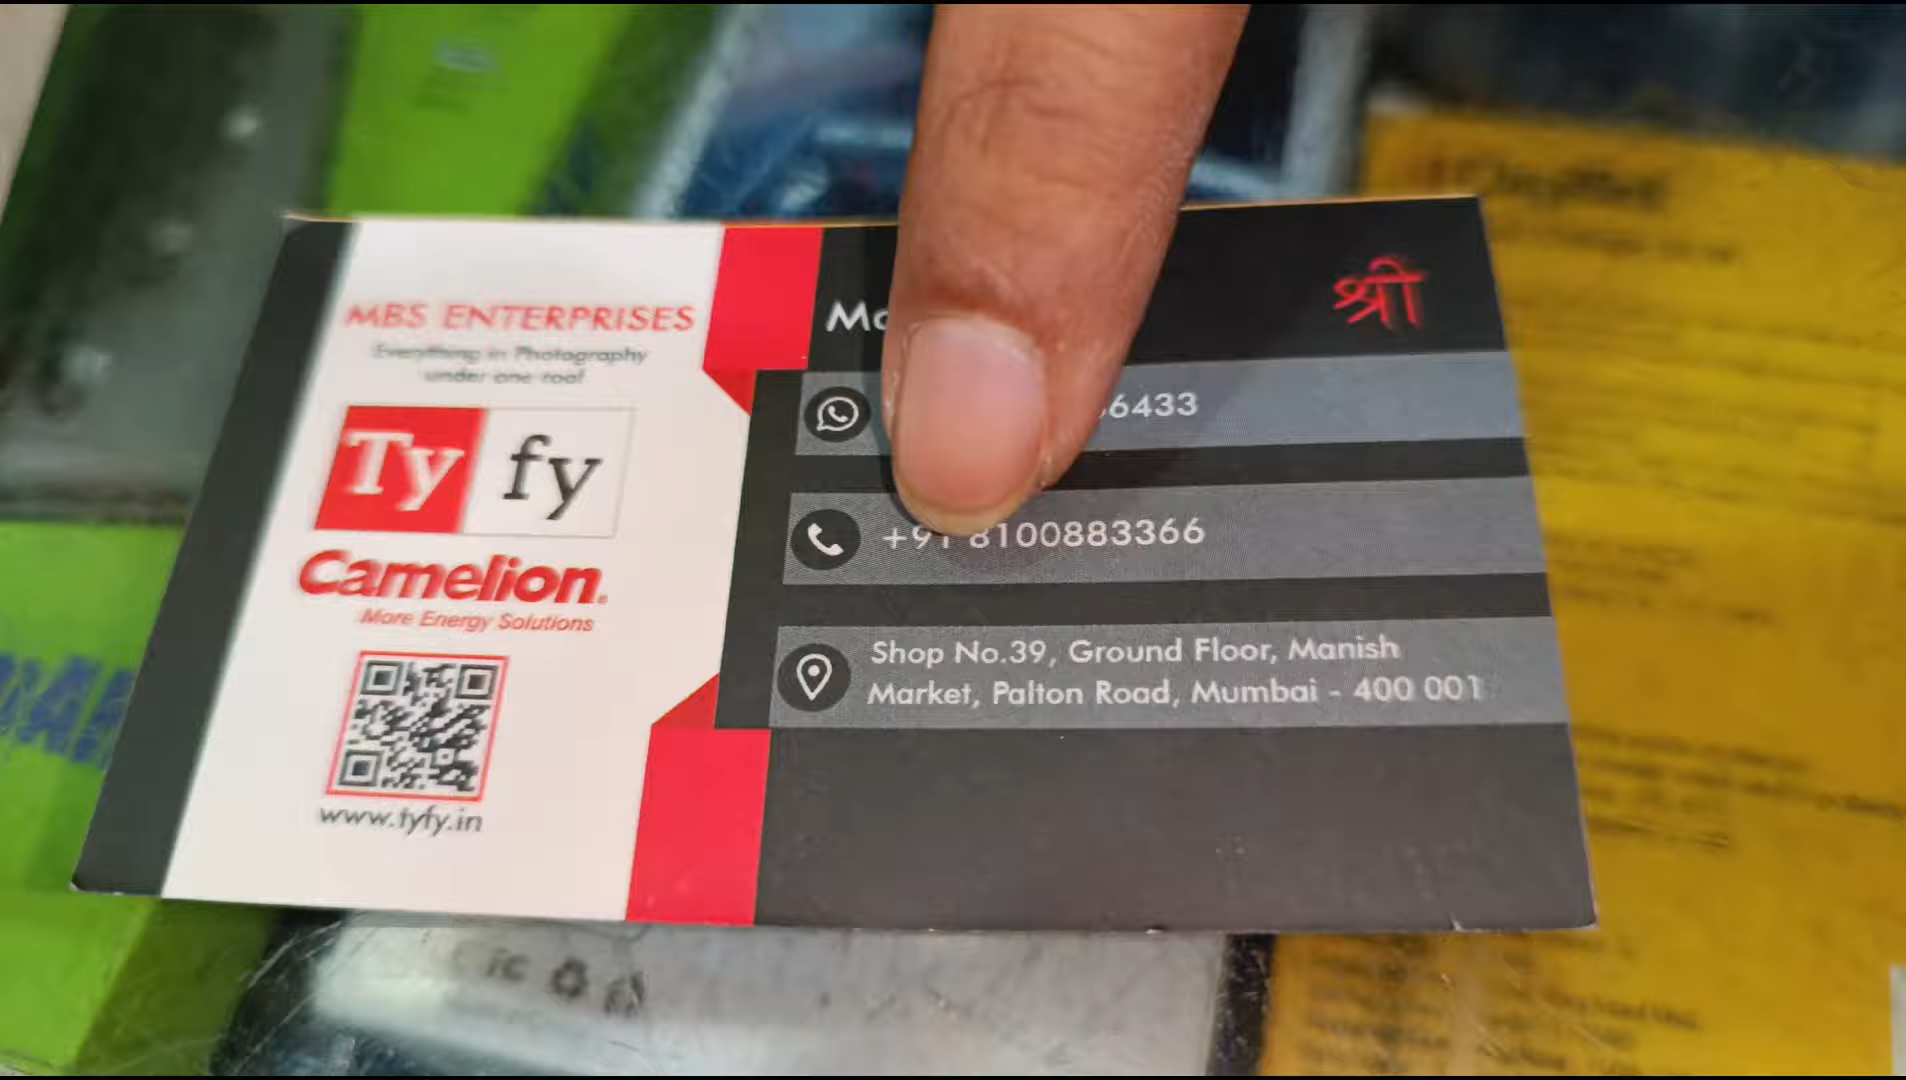 MBS ENTERPRISES
Everything in Photography
under one roof
Ty fy
Camelion®
More Energy Solutions
www.tyfy.in
श्री
6433
+91 8100883366
Shop No.39, Ground Floor, Manish
Market, Palton Road, Mumbai - 400 001